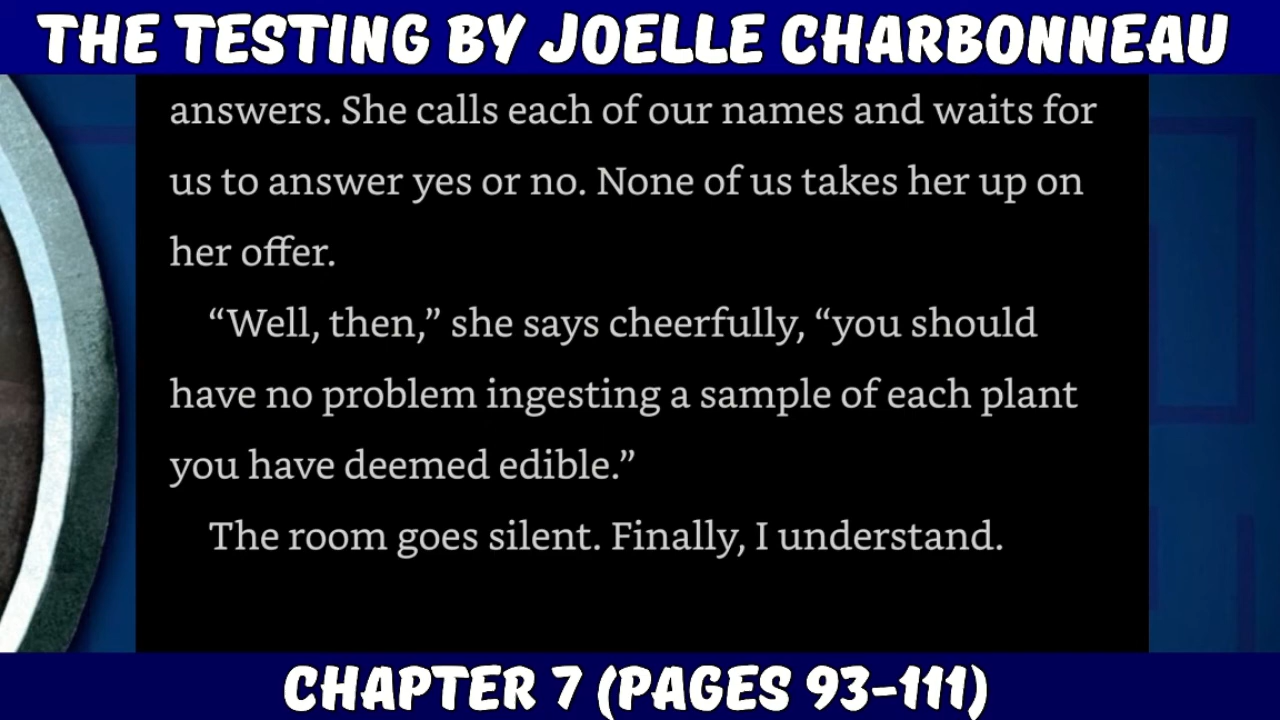 THE TESTING BY JOELLE CHARBONNEAU
answers. She calls each of our names and waits for
us to answer yes or no. None of us takes her up on
her offer.
“Well, then,” she says cheerfully, “you should
have no problem ingesting a sample of each plant
you have deemed edible.”
The room goes silent. Finally, I understand.
CHAPTER 7 (PAGES 93-111)